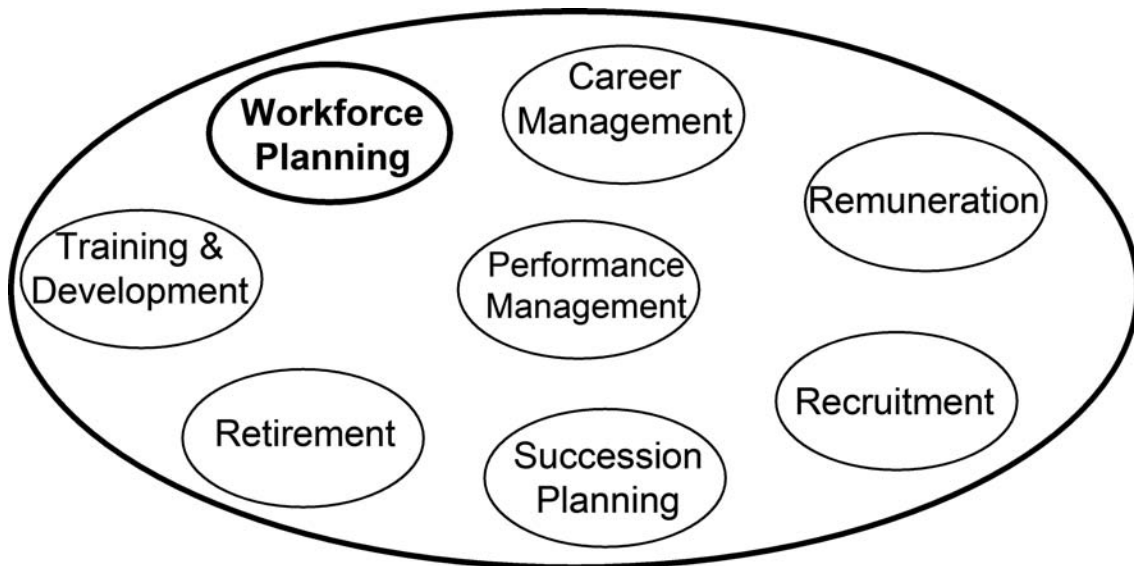 Workforce
Planning
Career
Management
Remuneration
Training &
Development
Performance
Management
Retirement
Succession
Planning
Recruitment